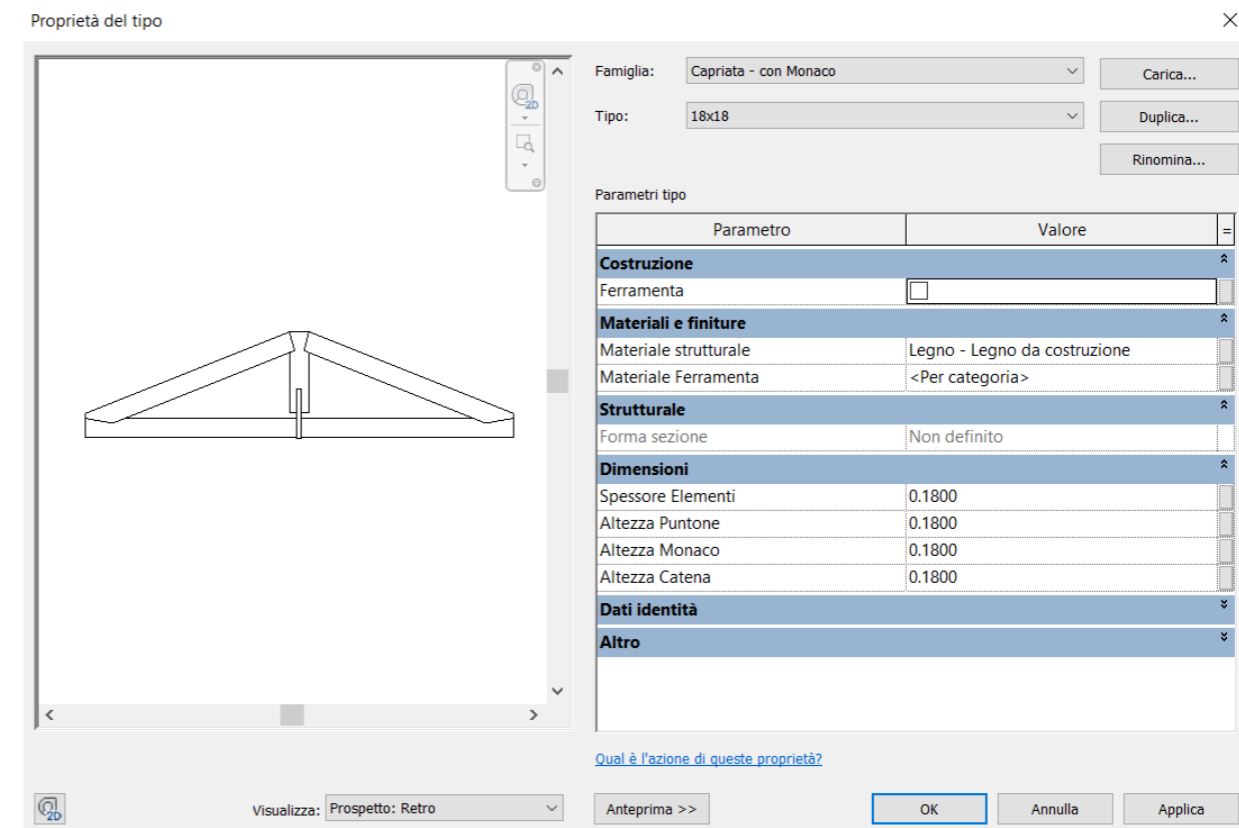 Proprietà del tipo
2D
Famiglia: Capriata - con Monaco Carica...
Tipo: 18x18 Duplica...
Rinomina...
Parametri tipo
Parametro Valore =
Costruzione
Ferramenta
Materiali e finiture
Materiale strutturale Legno - Legno da costruzione
Materiale Ferramenta <Per categoria>
Strutturale
Forma sezione Non definito
Dimensioni
Spessore Elementi 0.1800
Altezza Puntone 0.1800
Altezza Monaco 0.1800
Altezza Catena 0.1800
Dati identità
Altro
Qual è l'azione di queste proprietà?
2D Visualizza: Prospetto: Retro Anteprima >> OK Annulla Applica